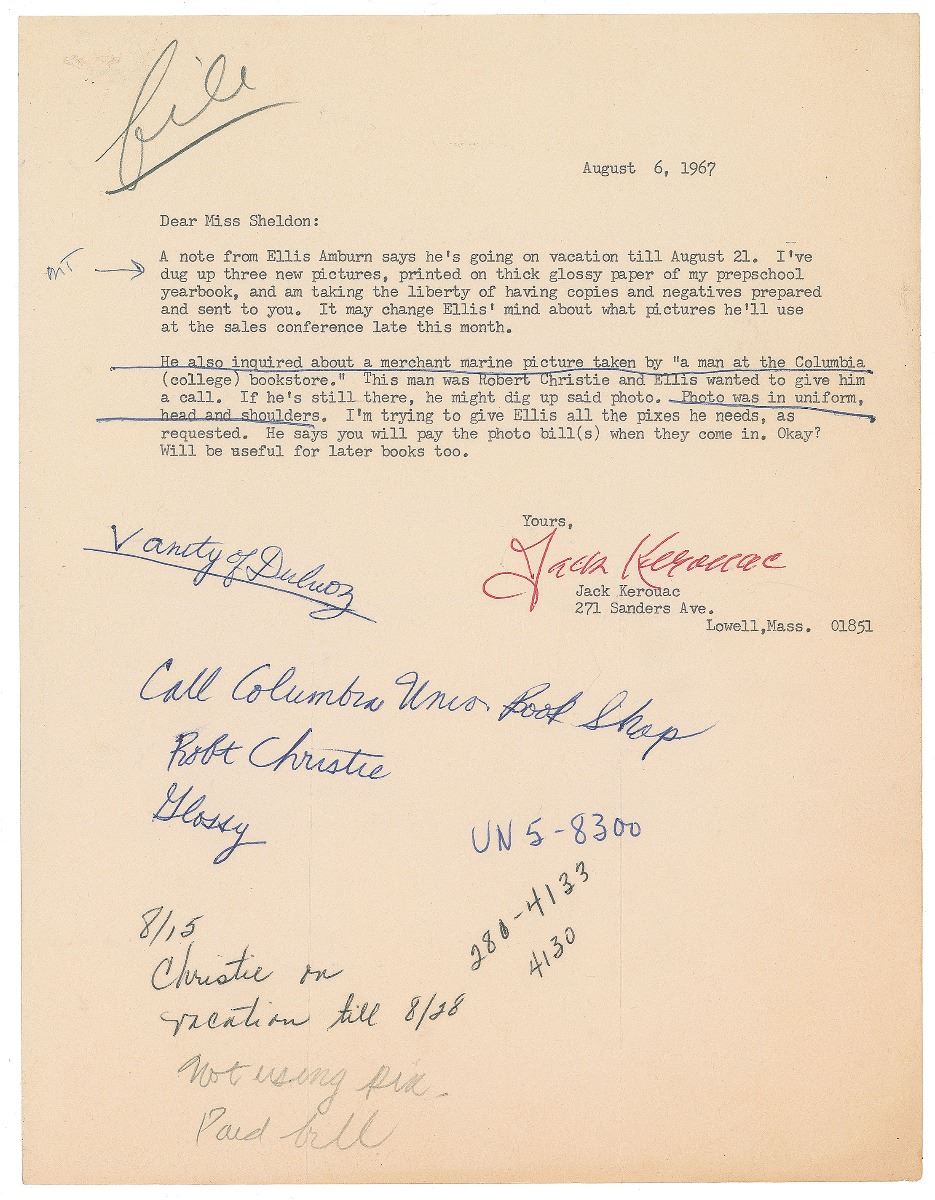 file
August 6, 1967
Dear Miss Sheldon:
A note from Ellis Amburn says he's going on vacation till August 21. I've
dug up three new pictures, printed on thick glossy paper of my prepschool
yearbook, and am taking the liberty of having copies and negatives prepared
and sent to you. It may change Ellis' mind about what pictures he'll use
at the sales conference late this month.
He also inquired about a merchant marine picture taken by "a man at the Columbia
(college) bookstore." This man was Robert Christie and Ellis wanted to give him
a call. If he's still there, he might dig up said photo. Photo was in uniform,
head and shoulders. I'm trying to give Ellis all the pixes he needs, as
requested. He says you will pay the photo bill(s) when they come in. Okay?
Will be useful for later books too.
Yours,
Jack Kerouac
Jack Kerouac
271 Sanders Ave.
Lowell,Mass. 01851
Vanity of Duluoz
Call Columbia Univ. Book Shop
Robt Christie
Glossy
UN 5-8300
280-4133
4130
8/15
Christie on
vacation till 8/28
Not using pix.
Paid bill